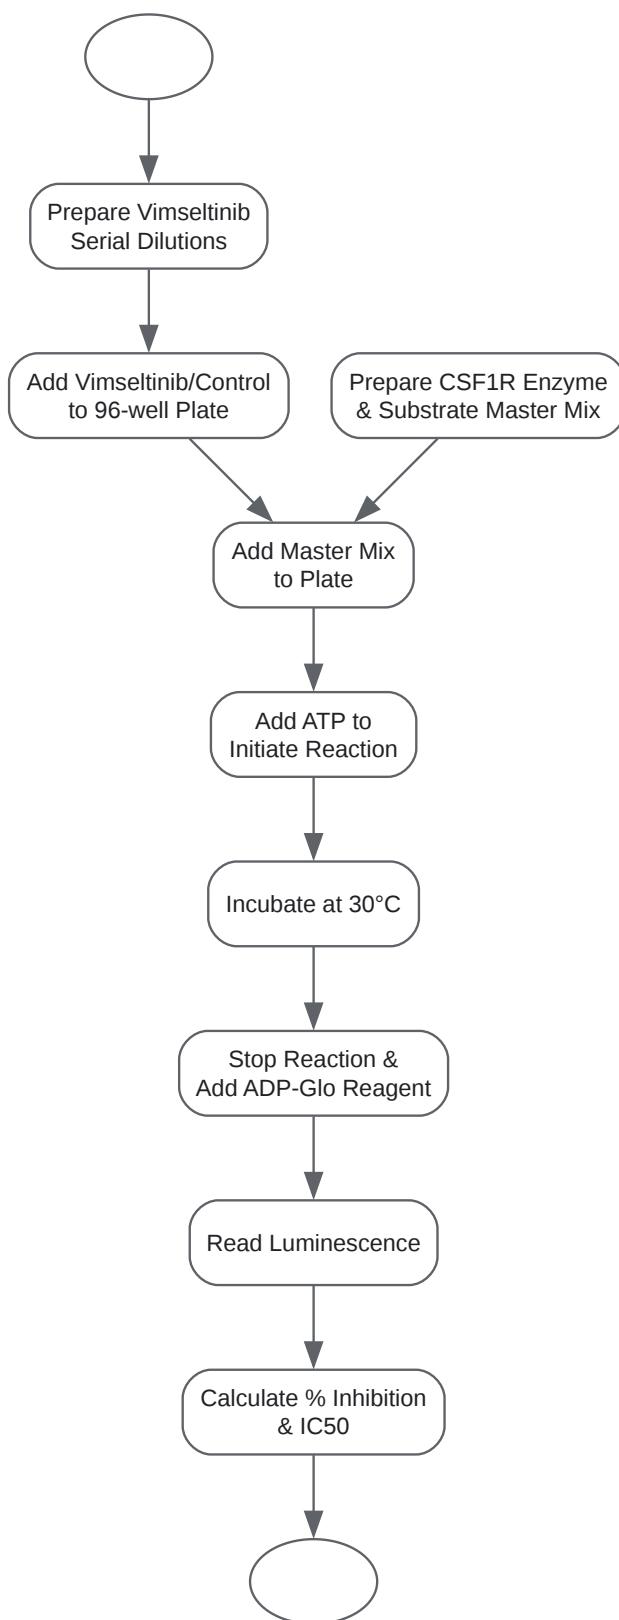 Prepare Vimseltinib
Serial Dilutions
Add Vimseltinib/Control
to 96-well Plate
Prepare CSF1R Enzyme
& Substrate Master Mix
Add Master Mix
to Plate
Add ATP to
Initiate Reaction
Incubate at 30°C
Stop Reaction &
Add ADP-Glo Reagent
Read Luminescence
Calculate % Inhibition
& IC50